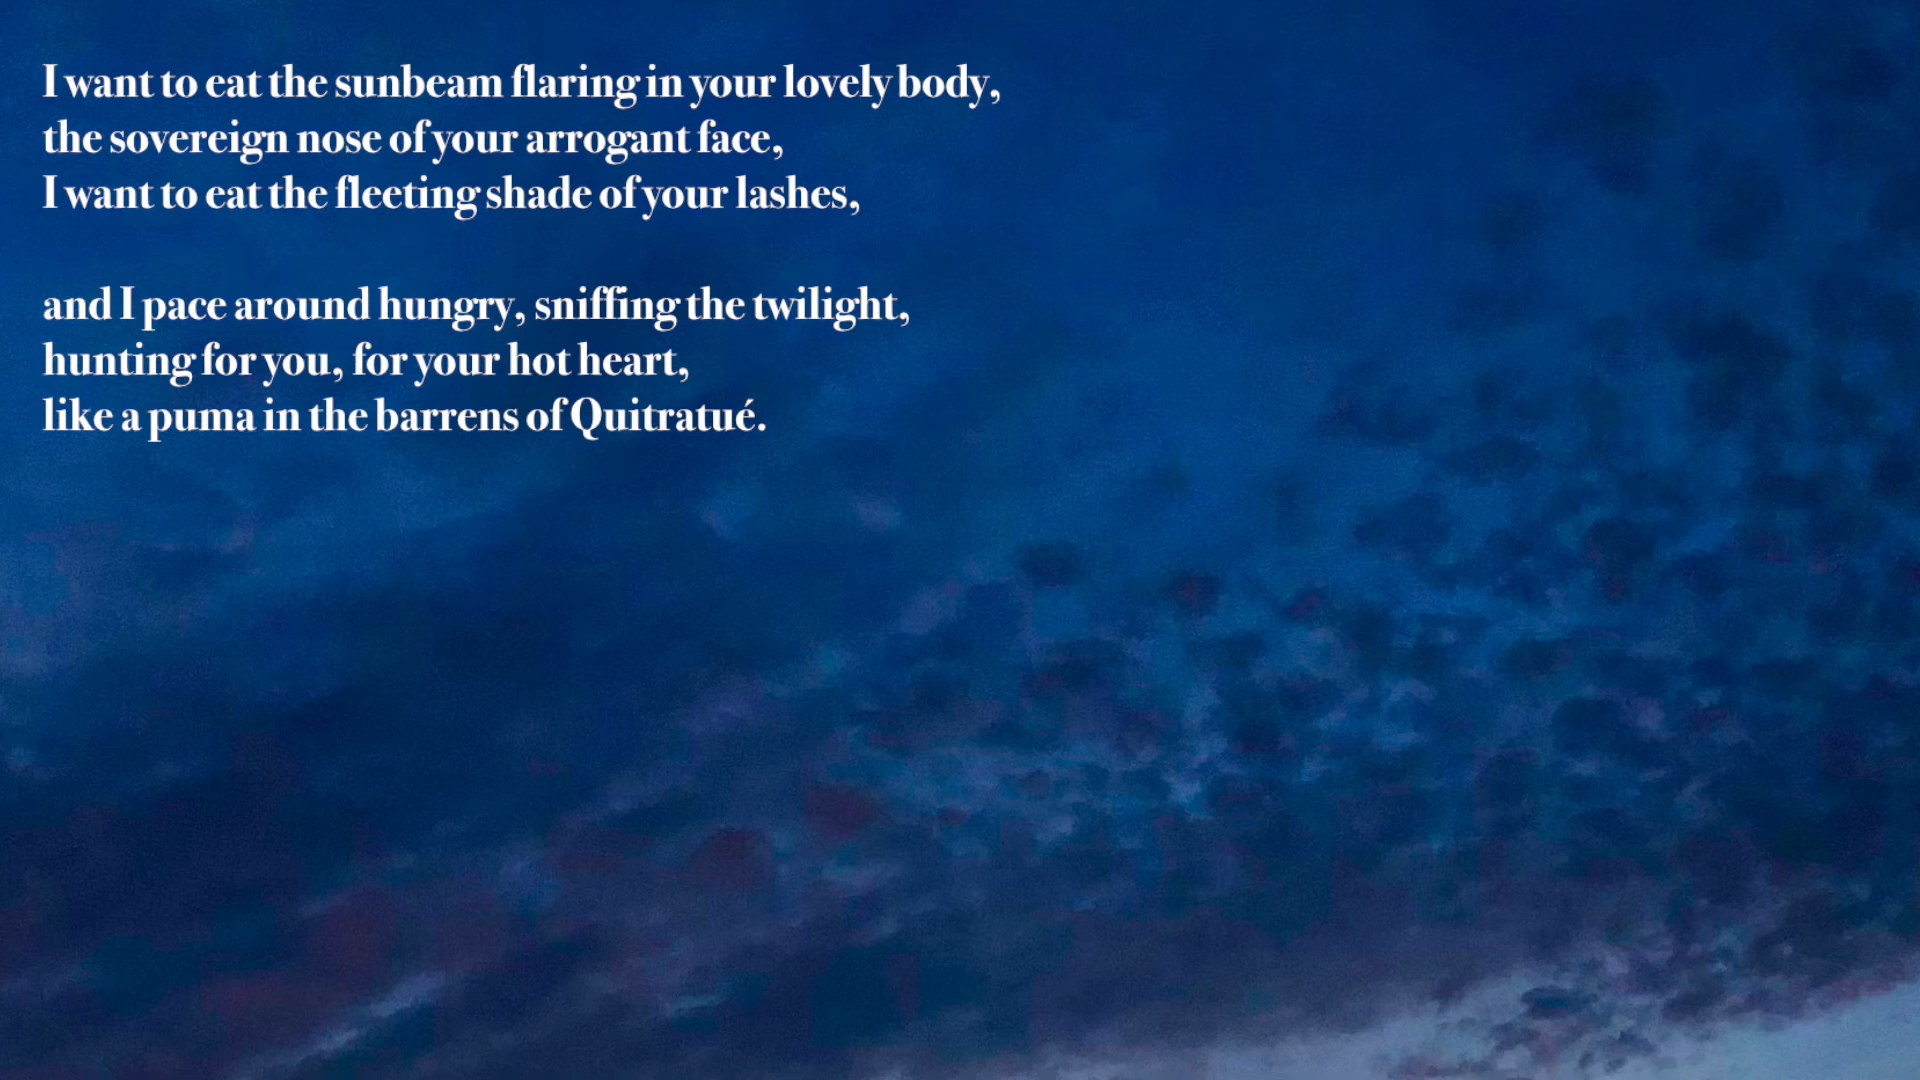 I want to eat the sunbeam flaring in your lovely body,
the sovereign nose of your arrogant face,
I want to eat the fleeting shade of your lashes,
and I pace around hungry, sniffing the twilight,
hunting for you, for your hot heart,
like a puma in the barrens of Quitratué.